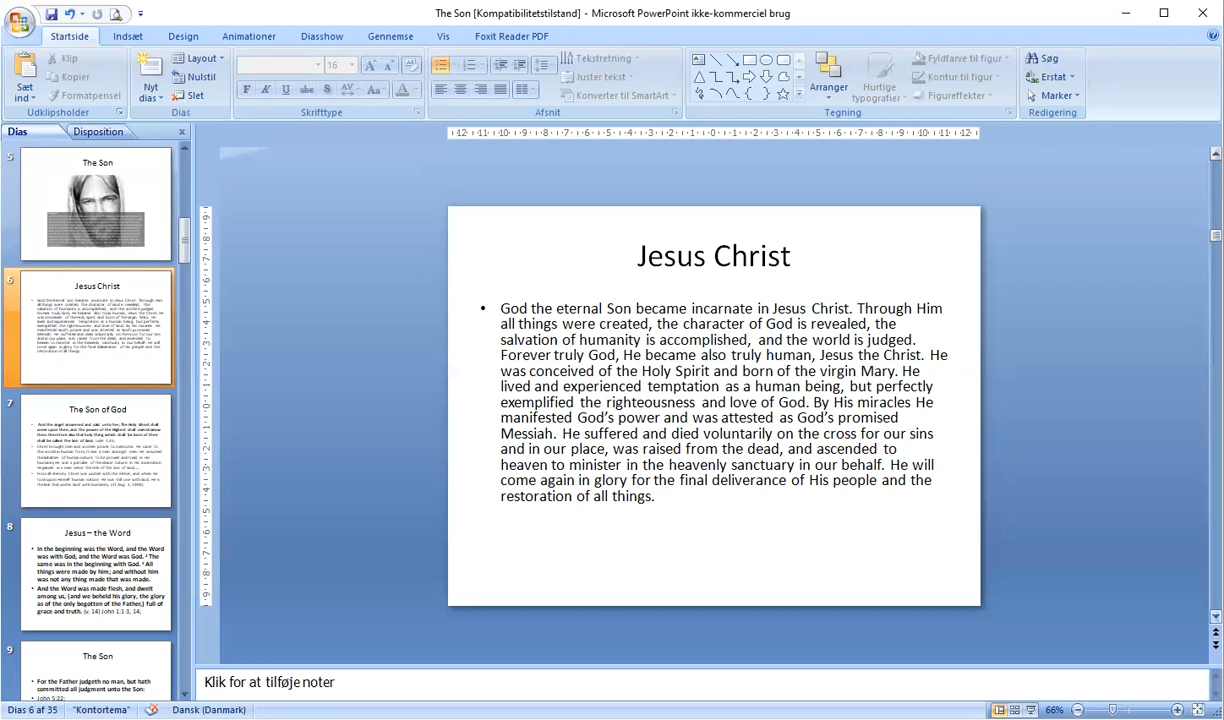 The Son [Kompatibilitetstilstand] - Microsoft PowerPoint ikke-kommerciel brug
Startside Indsæt Design Animationer Diasshow Gennemse Vis Foxit Reader PDF
Sæt ind Klip Kopier Formatpensel
Udklipsholder
Nyt dias Layout Nulstil Slet
Dias
16
F K U abc S AV Aa A
Skrifttype
Tekstretning
Juster tekst
Konverter til SmartArt
Afsnit
Arranger
Hurtige typografier
Fyldfarve til figur
Kontur til figur
Figureffekter
Tegning
Søg
Erstat
Marker
Redigering
Dias Disposition
5
The Son
6
Jesus Christ
7
The Son of God
8
Jesus – the Word
In the beginning was the Word, and the Word
was with God, and the Word was God. ² The
same was in the beginning with God. ³ All
things were made by him; and without him
was not any thing made that was made.
And the Word was made flesh, and dwelt
among us, (and we beheld his glory, the glory
as of the only begotten of the Father,) full of
grace and truth. (v. 14) John 1:1 3, 14;
9
The Son
For the Father judgeth no man, but hath
committed all judgment unto the Son:
John 5:22;
Jesus Christ
• God the eternal Son became incarnate in Jesus Christ. Through Him
all things were created, the character of God is revealed, the
salvation of humanity is accomplished, and the world is judged.
Forever truly God, He became also truly human, Jesus the Christ. He
was conceived of the Holy Spirit and born of the virgin Mary. He
lived and experienced temptation as a human being, but perfectly
exemplified the righteousness and love of God. By His miracles He
manifested God’s power and was attested as God’s promised
Messiah. He suffered and died voluntarily on the cross for our sins
and in our place, was raised from the dead, and ascended to
heaven to minister in the heavenly sanctuary in our behalf. He will
come again in glory for the final deliverance of His people and the
restoration of all things.
Klik for at tilføje noter
Dias 6 af 35 "Kontortema" Dansk (Danmark) 66%